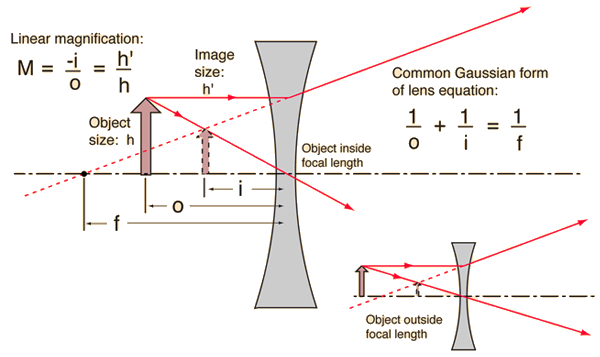 Linear magnification:
M = -i/o = h'/h
Image
size:
h'
Object
size: h
Common Gaussian form
of lens equation:
1/o + 1/i = 1/f
Object inside
focal length
i
o
f
Object outside
focal length